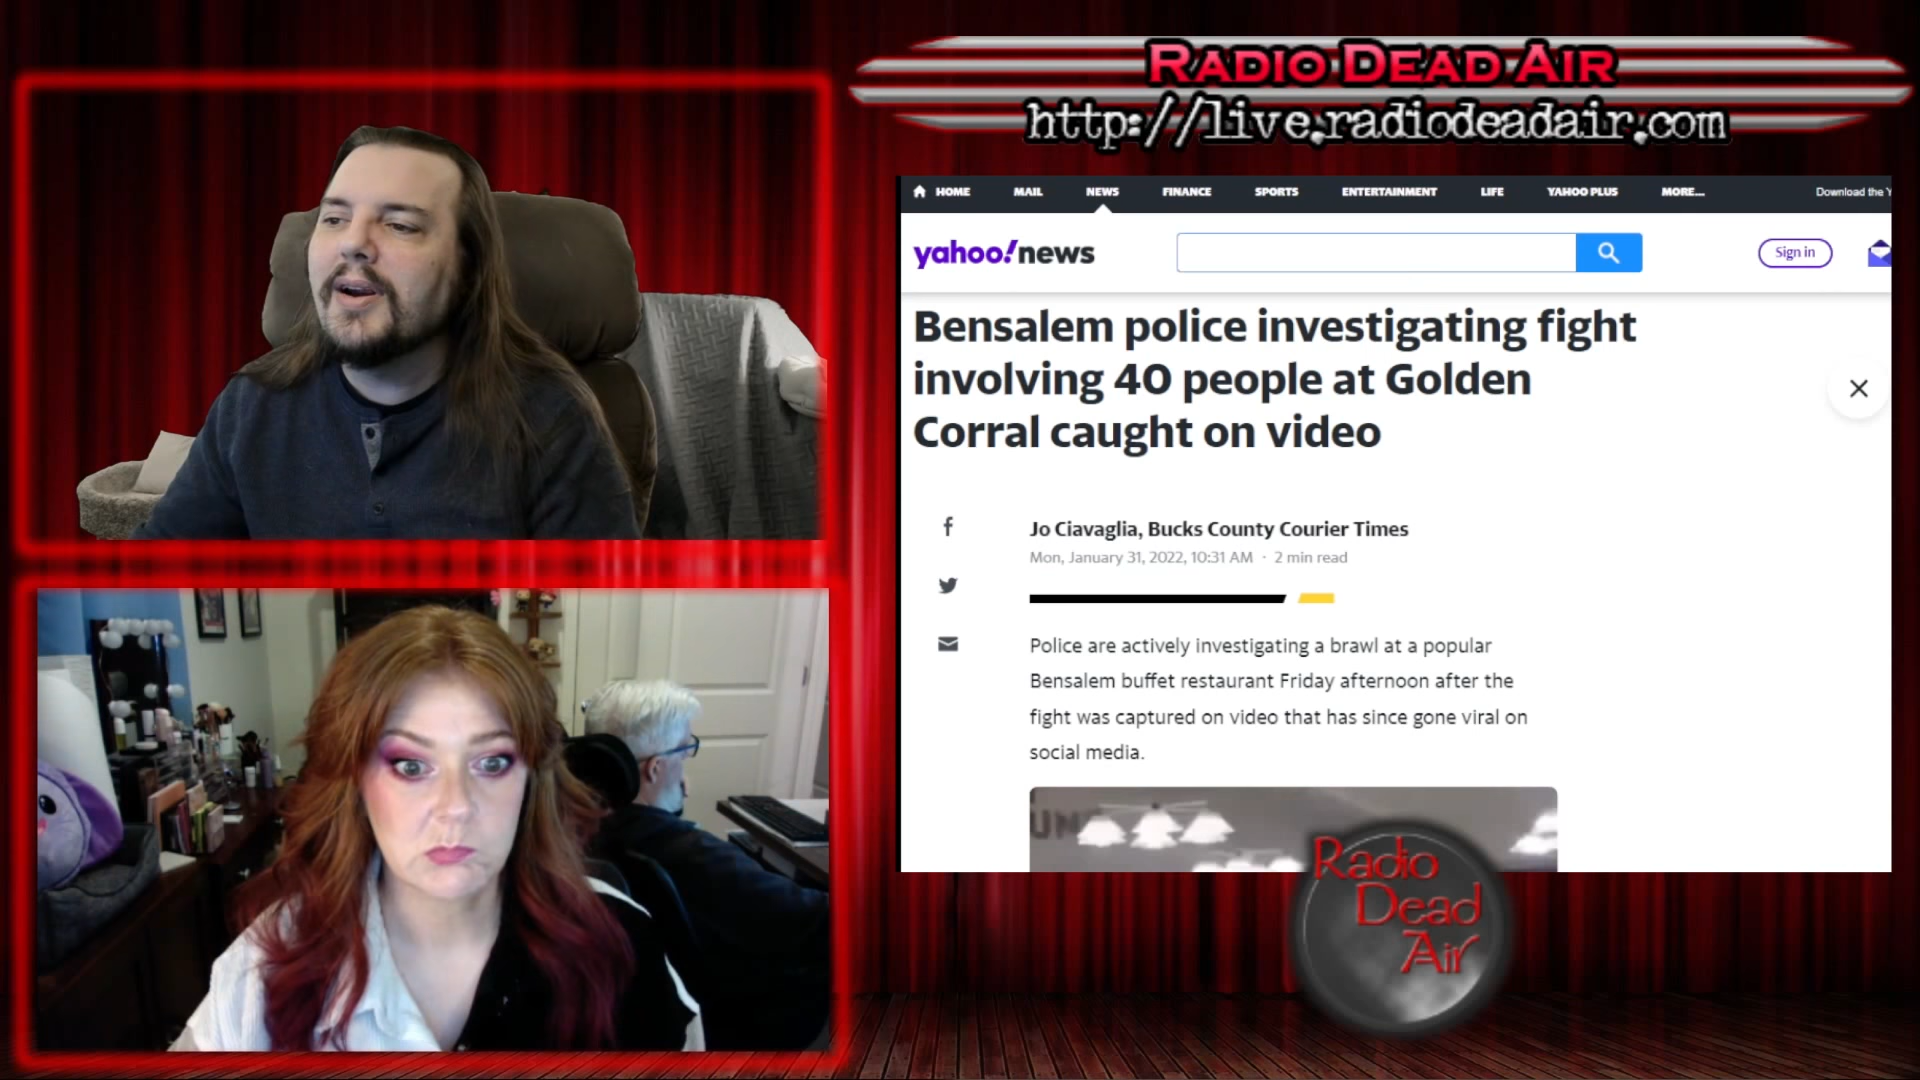 Radio Dead Air
http://live.radiodeadair.com
HOME MAIL NEWS FINANCE SPORTS ENTERTAINMENT LIFE YAHOO PLUS MORE... Download the Y
yahoo!news
Sign in
Bensalem police investigating fight
involving 40 people at Golden
Corral caught on video
Jo Ciavaglia, Bucks County Courier Times
Mon, January 31, 2022, 10:31 AM · 2 min read
Police are actively investigating a brawl at a popular
Bensalem buffet restaurant Friday afternoon after the
fight was captured on video that has since gone viral on
social media.
Radio
Dead
Air